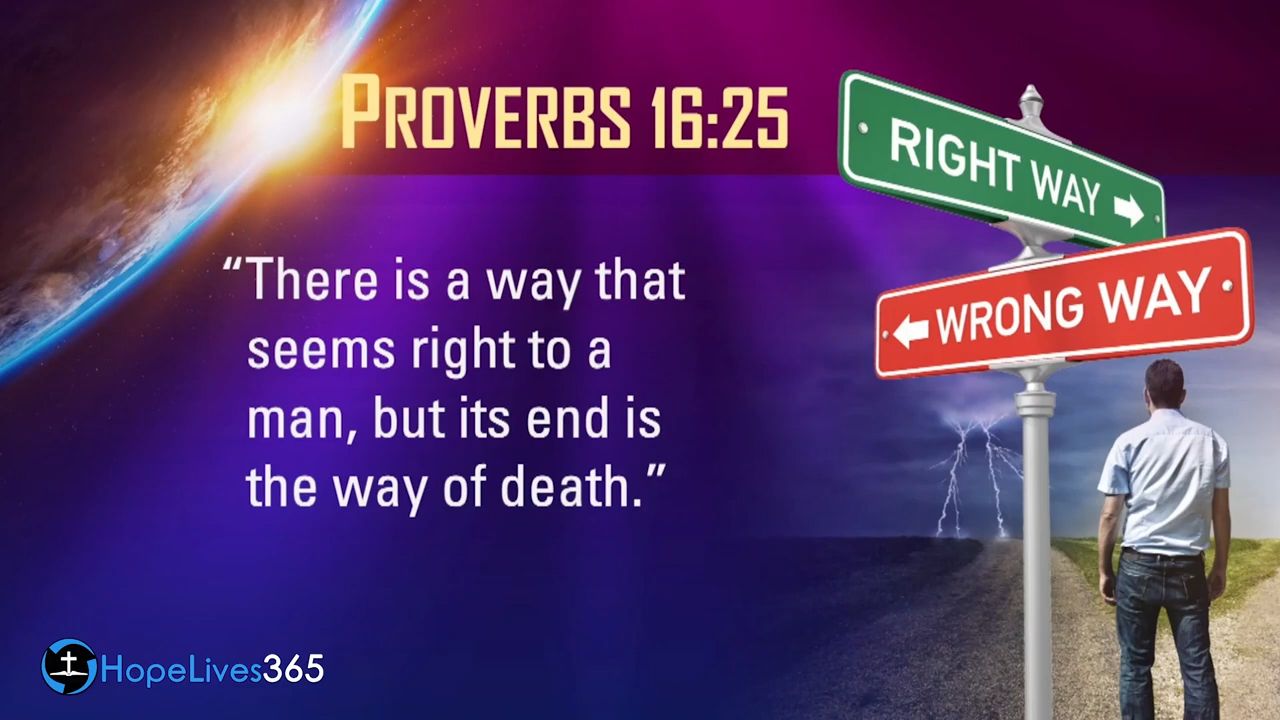 PROVERBS 16:25
“There is a way that
seems right to a
man, but its end is
the way of death.”
RIGHT WAY
WRONG WAY
HopeLives365